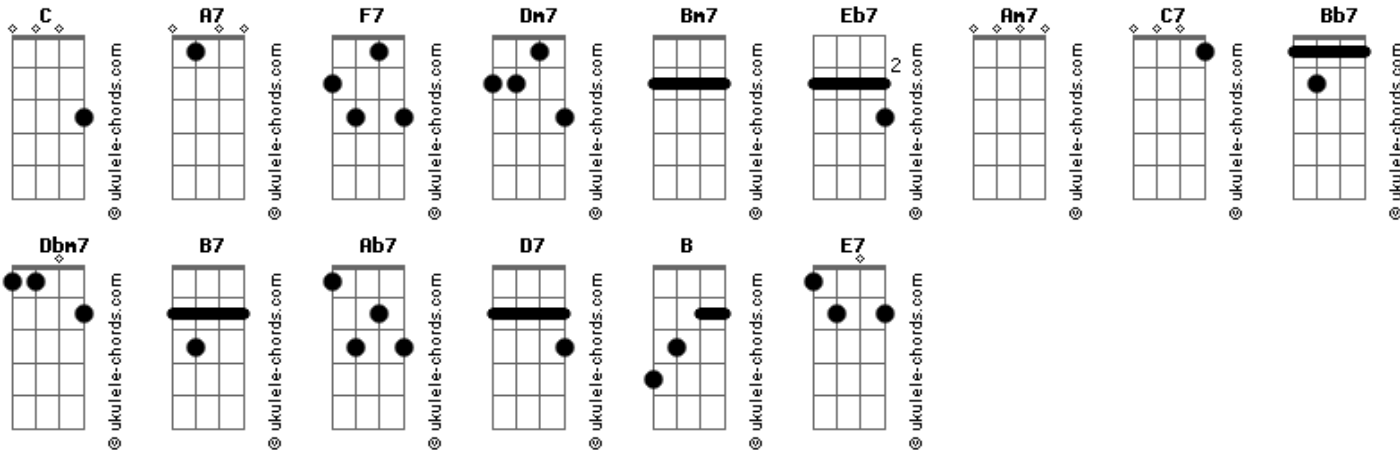 C A7 F7 Dm7 Bm7 Eb7 Am7 C7 Bb7
2
© ukulele-chords.com © ukulele-chords.com © ukulele-chords.com © ukulele-chords.com © ukulele-chords.com © ukulele-chords.com © ukulele-chords.com © ukulele-chords.com © ukulele-chords.com
Dbm7 B7 Ab7 D7 B E7
© ukulele-chords.com © ukulele-chords.com © ukulele-chords.com © ukulele-chords.com © ukulele-chords.com © ukulele-chords.com